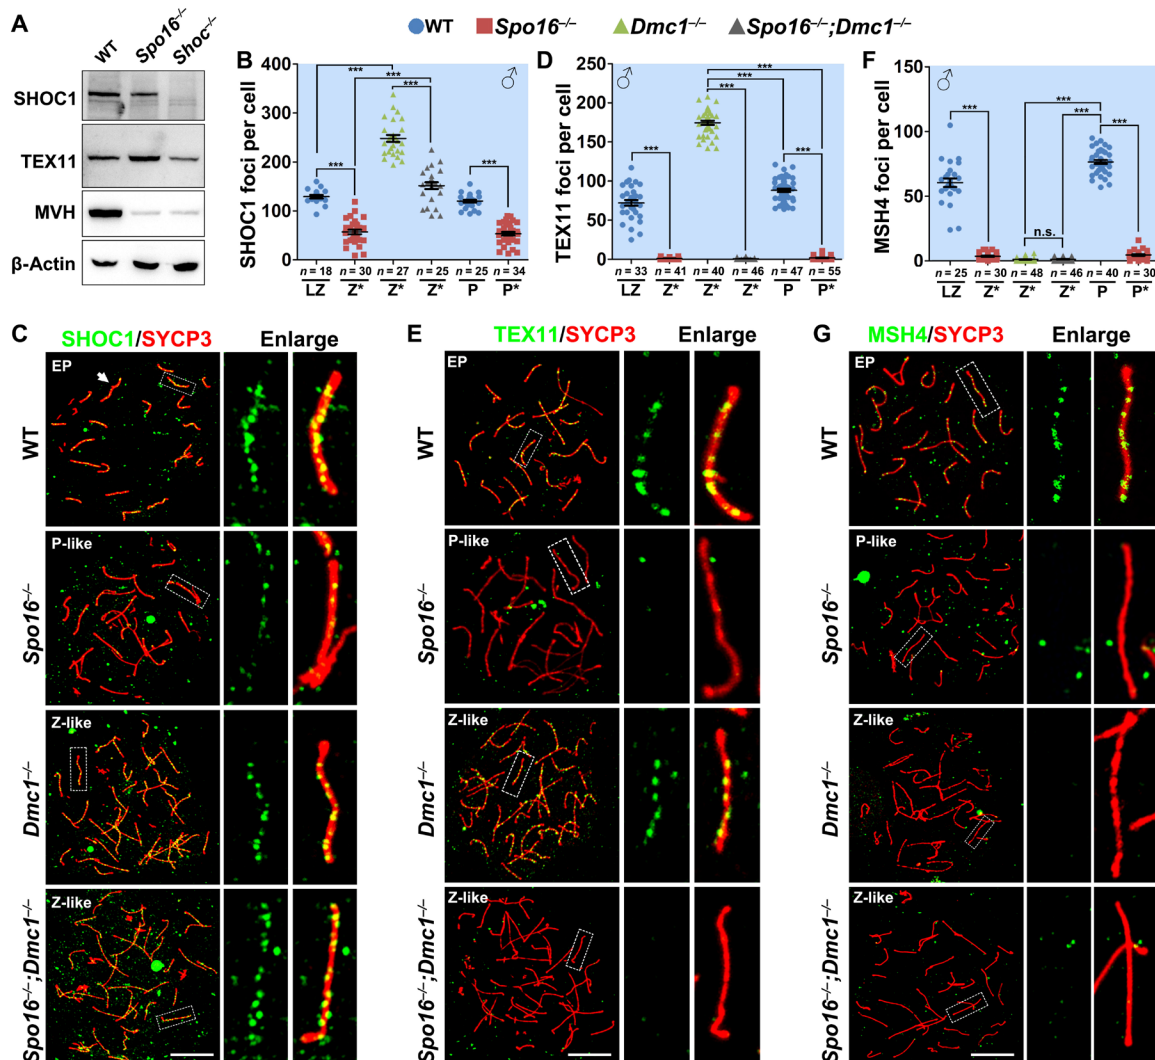 A
WT
Spo16–/–
Shoc–/–
SHOC1
TEX11
MVH
β-Actin
WT Spo16–/– Dmc1–/– Spo16–/–;Dmc1–/–
B
♂
SHOC1 foci per cell
400
300
200
100
0
***
***
***
***
***
n = 18 n = 30 n = 27 n = 25 n = 25 n = 34
LZ Z* Z* Z* P P*
D
♂
TEX11 foci per cell
250
200
150
100
50
0
***
***
***
***
***
n = 33 n = 41 n = 40 n = 46 n = 47 n = 55
LZ Z* Z* Z* P P*
F
♂
MSH4 foci per cell
150
100
50
0
***
***
***
***
n.s.
n = 25 n = 30 n = 48 n = 46 n = 40 n = 30
LZ Z* Z* Z* P P*
C
SHOC1/SYCP3 Enlarge
WT
EP
Spo16–/–
P-like
Dmc1–/–
Z-like
Spo16–/–;Dmc1–/–
Z-like
E
TEX11/SYCP3 Enlarge
WT
EP
Spo16–/–
P-like
Dmc1–/–
Z-like
Spo16–/–;Dmc1–/–
Z-like
G
MSH4/SYCP3 Enlarge
WT
EP
Spo16–/–
P-like
Dmc1–/–
Z-like
Spo16–/–;Dmc1–/–
Z-like